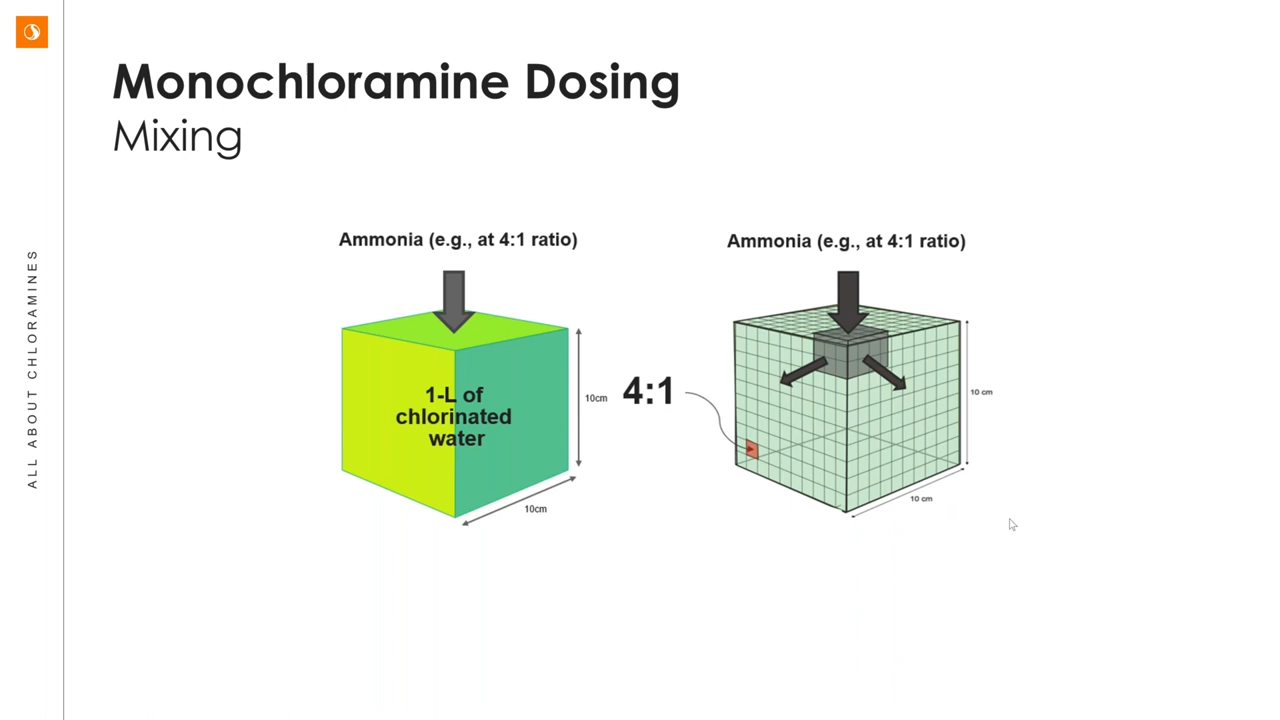 Monochloramine Dosing
Mixing
ALL ABOUT CHLORAMINES
Ammonia (e.g., at 4:1 ratio)
1-L of
chlorinated
water
10cm
10cm
Ammonia (e.g., at 4:1 ratio)
4:1
10 cm
10 cm